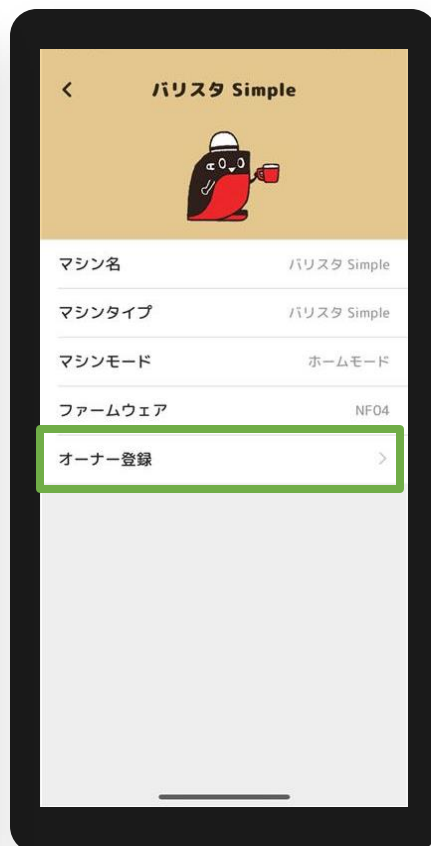 バリスタ Simple
マシン名 バリスタ Simple
マシンタイプ バリスタ Simple
マシンモード ホームモード
ファームウェア NF04
オーナー登録